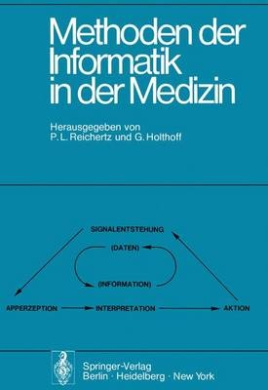 Methoden der
Informatik
in der Medizin
Herausgegeben von
P. L. Reichertz und G. Holthoff
SIGNALENTSTEHUNG
(DATEN)
(INFORMATION)
APPERZEPTION
INTERPRETATION
AKTION
Springer-Verlag
Berlin · Heidelberg · New York